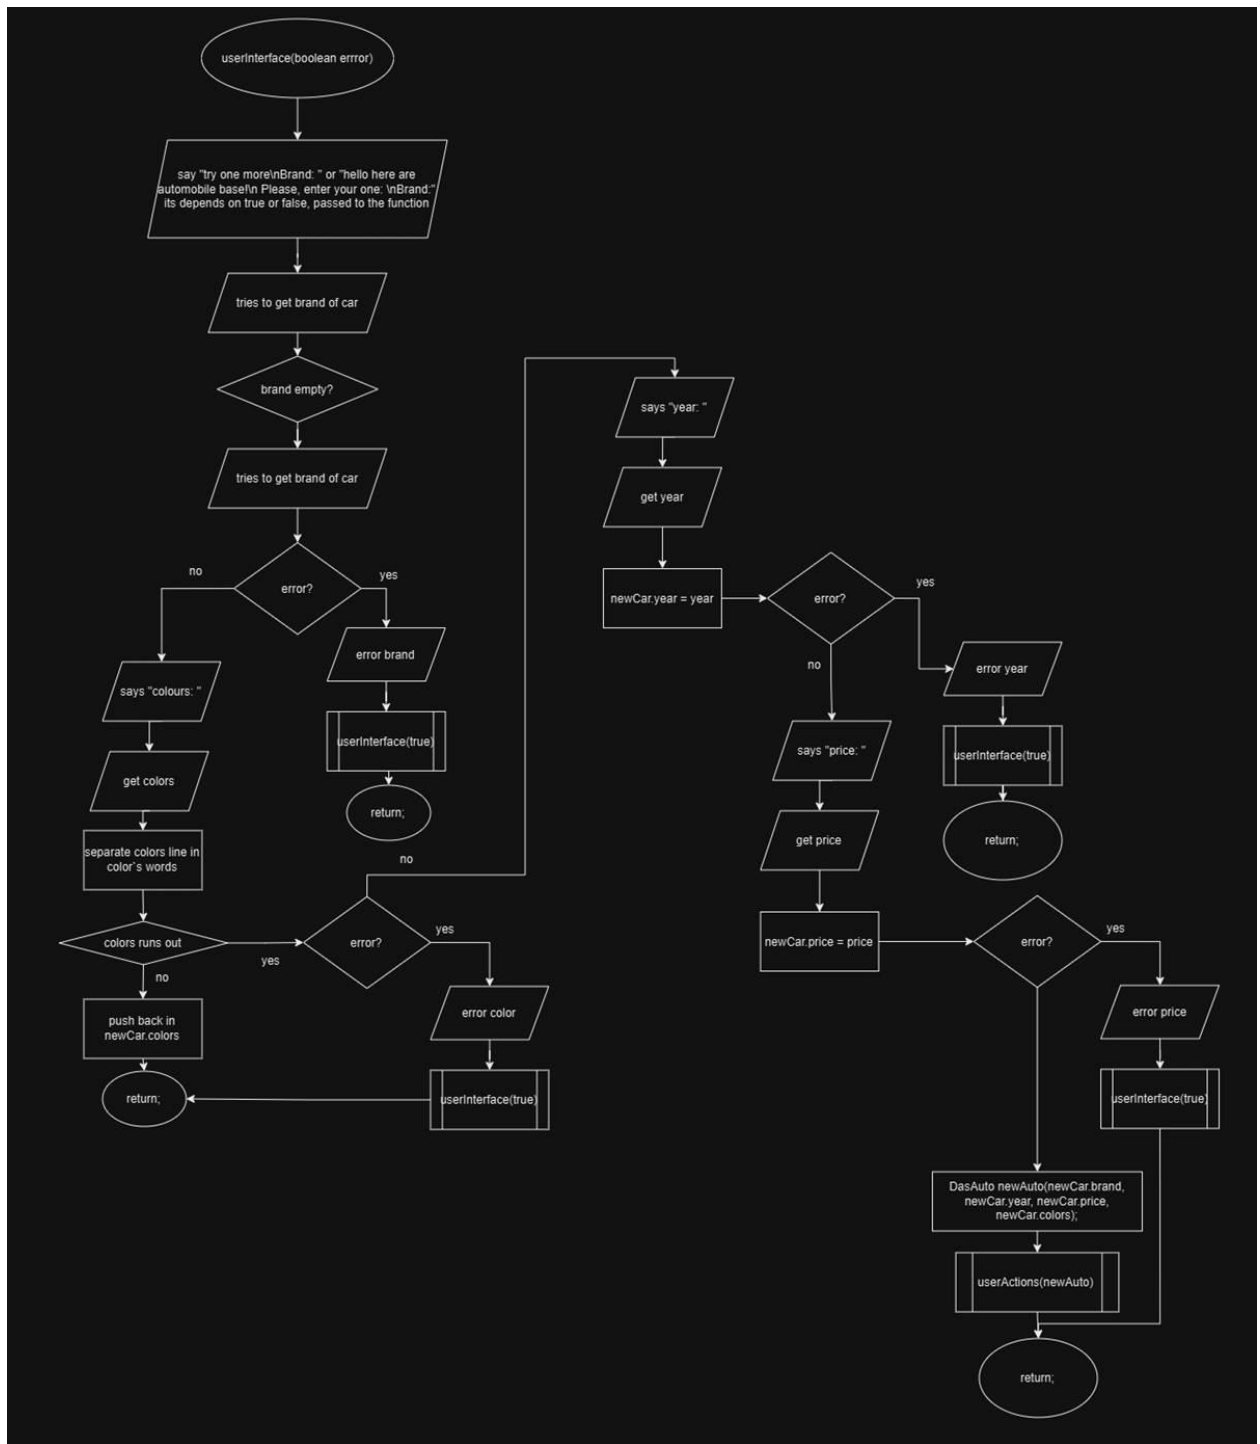 userInterface(boolean errror)
say "try one more\nBrand: " or "hello here are
automobile base!\n Please, enter your one: \nBrand:"
its depends on true or false, passed to the function
tries to get brand of car
brand empty?
tries to get brand of car
error?
no
yes
error brand
userInterface(true)
return;
says "colours: "
get colors
separate colors line in
color`s words
colors runs out
yes
no
push back in
newCar.colors
return;
error?
no
yes
error color
userInterface(true)
says "year: "
get year
newCar.year = year
error?
yes
no
error year
userInterface(true)
return;
says "price: "
get price
newCar.price = price
error?
yes
error price
userInterface(true)
DasAuto newAuto(newCar.brand,
newCar.year, newCar.price,
newCar.colors);
userActions(newAuto)
return;